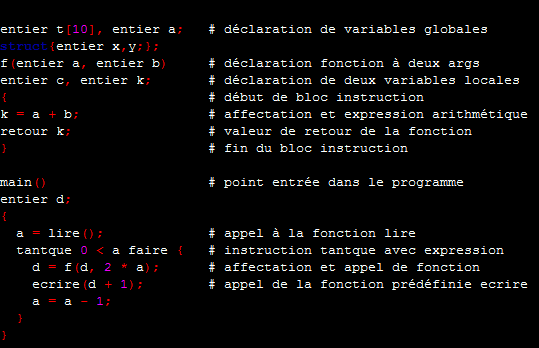 entier t[10], entier a;   # déclaration de variables globales
struct{entier x,y;};
f(entier a, entier b)     # déclaration fonction à deux args
entier c, entier k;       # déclaration de deux variables locales
{                         # début de bloc instruction
k = a + b;                # affectation et expression arithmétique
retour k;                 # valeur de retour de la fonction
}                         # fin du bloc instruction
main()                    # point entrée dans le programme
entier d;
{
  a = lire();             # appel à la fonction lire
  tantque 0 < a faire {   # instruction tantque avec expression
    d = f(d, 2 * a);      # affectation et appel de fonction
    ecrire(d + 1);        # appel de la fonction prédéfinie ecrire
    a = a - 1;
  }
}